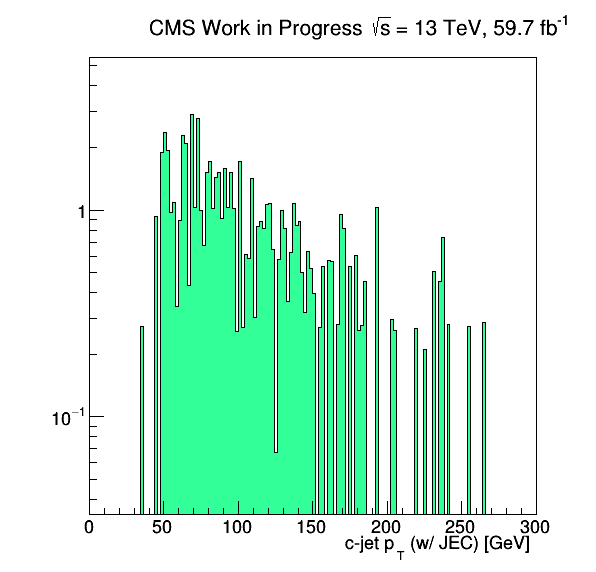 CMS Work in Progress √s = 13 TeV, 59.7 fb⁻¹
1
10⁻¹
0 50 100 150 200 250 300
c-jet p_T (w/ JEC) [GeV]